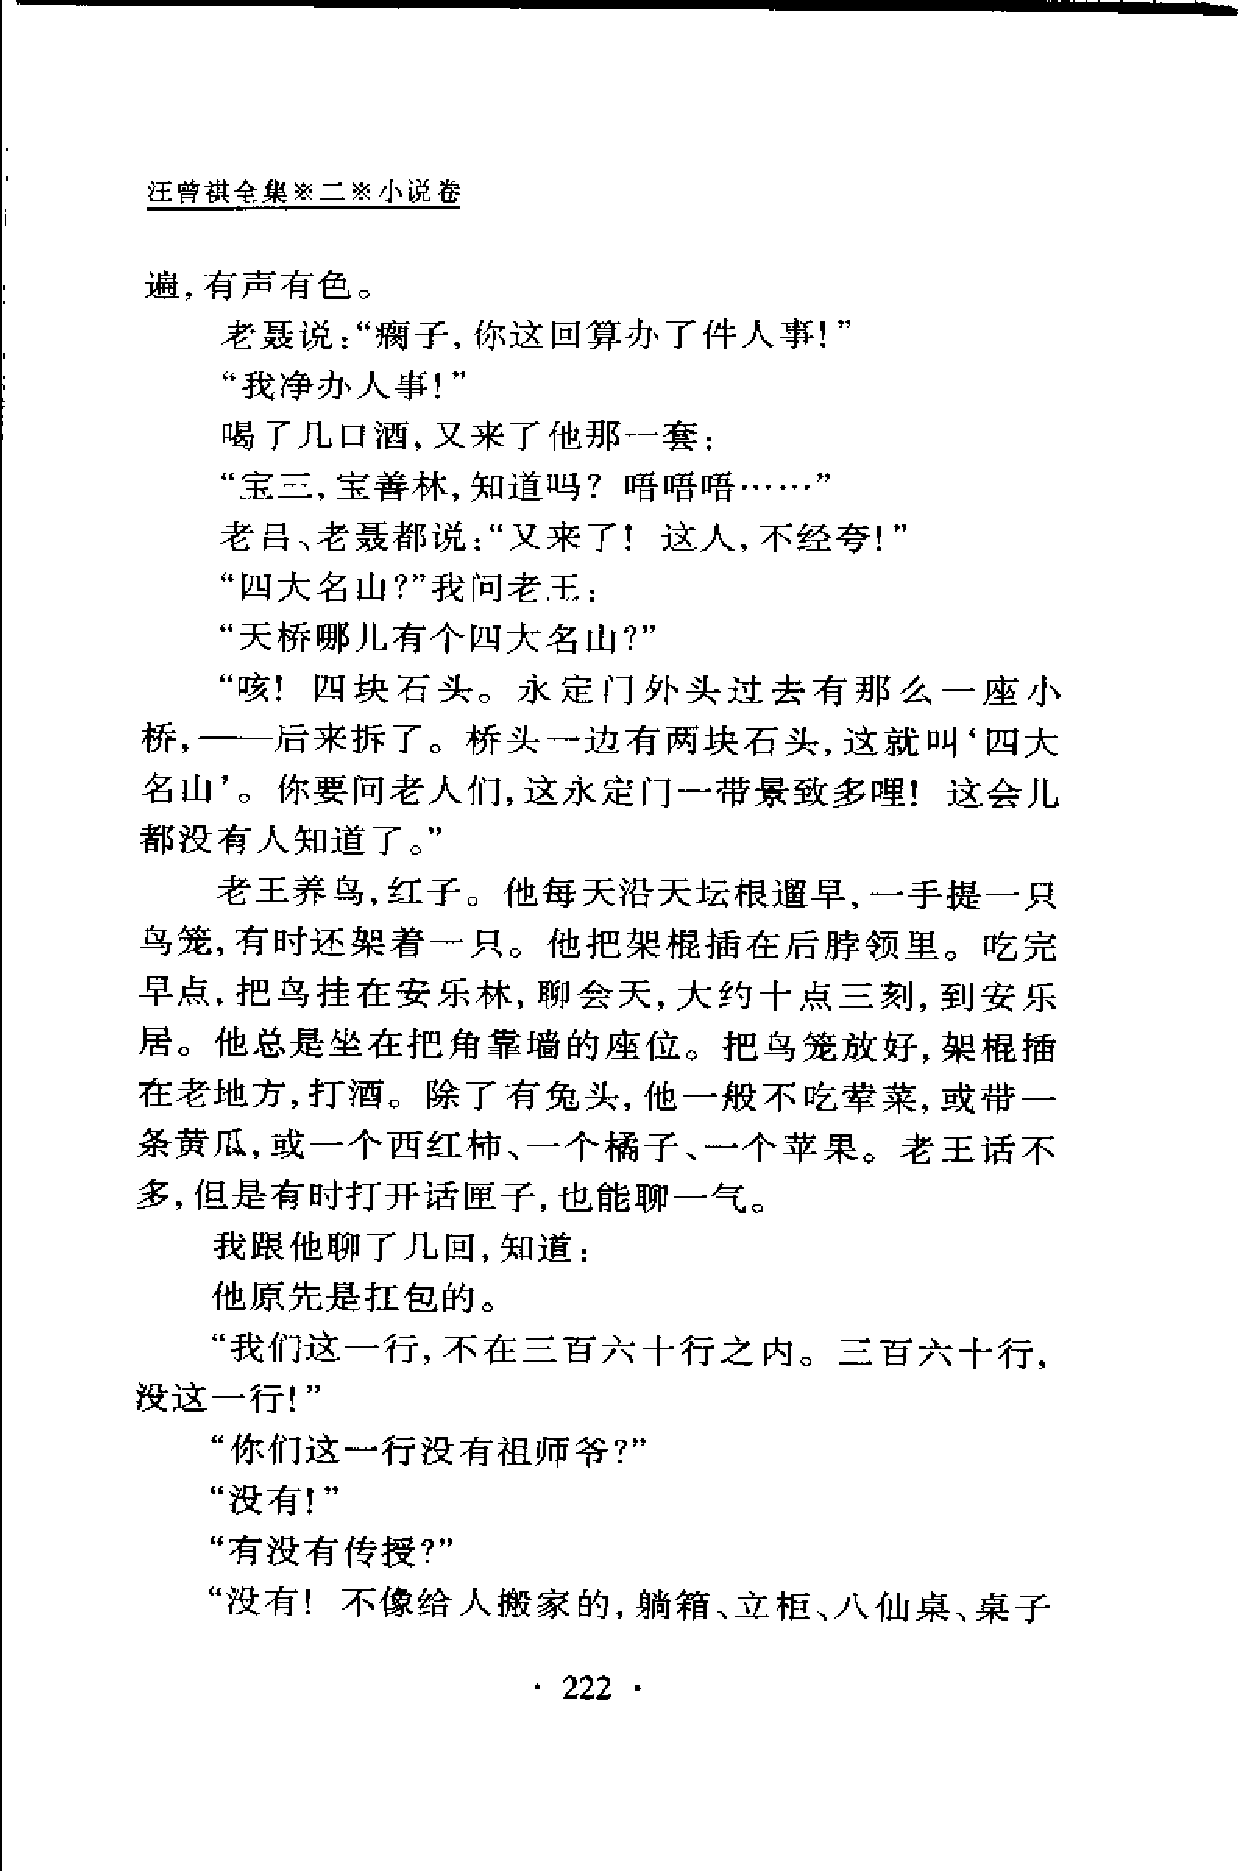 汪曾祺全集※二※小说卷
遍,有声有色。
老聂说:“瘸子,你这回算办了件人事!”
“我净办人事!”
喝了几口酒,又来了他那一套:
“宝三,宝善林,知道吗? 唔唔唔……”
老吕、老聂都说:“又来了! 这人,不经夸!”
“四大名山?”我问老王:
“天桥哪儿有个四大名山?”
“咳! 四块石头。永定门外头过去有那么一座小
桥,——后来拆了。桥头一边有两块石头,这就叫‘四大
名山’。你要问老人们,这永定门一带景致多哩! 这会儿
都没有人知道了。”
老王养鸟,红子。他每天沿天坛根遛早,一手提一只
鸟笼,有时还架着一只。他把架棍插在后脖领里。吃完
早点,把鸟挂在安乐林,聊会天,大约十点三刻,到安乐
居。他总是坐在把角靠墙的座位。把鸟笼放好,架棍插
在老地方,打酒。除了有兔头,他一般不吃荤菜,或带一
条黄瓜,或一个西红柿、一个橘子、一个苹果。老王话不
多,但是有时打开话匣子,也能聊一气。
我跟他聊了几回,知道:
他原先是扛包的。
“我们这一行,不在三百六十行之内。三百六十行,
没这一行!”
“你们这一行没有祖师爷?”
“没有!”
“有没有传授?”
“没有! 不像给人搬家的,躺箱、立柜、八仙桌、桌子
· 222 ·